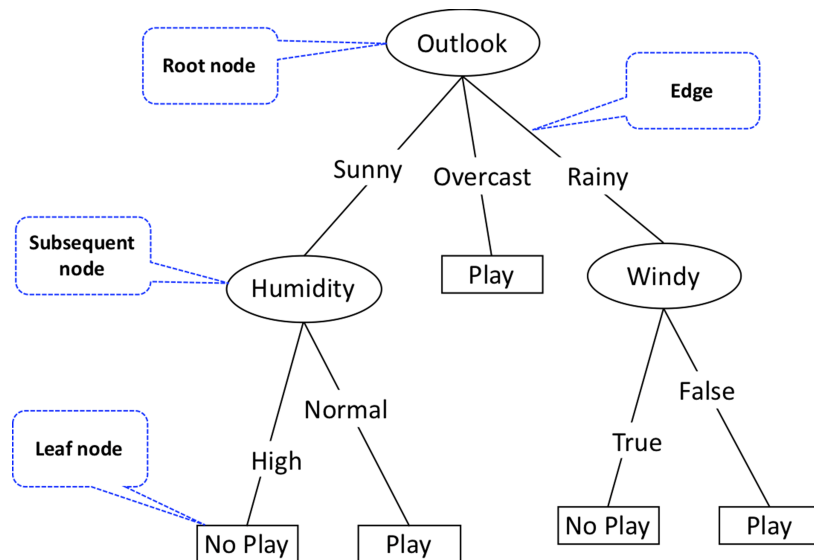 Outlook
Root node
Edge
Sunny
Overcast
Rainy
Subsequent
node
Humidity
Play
Windy
Normal
False
Leaf node
High
True
No Play
Play
No Play
Play